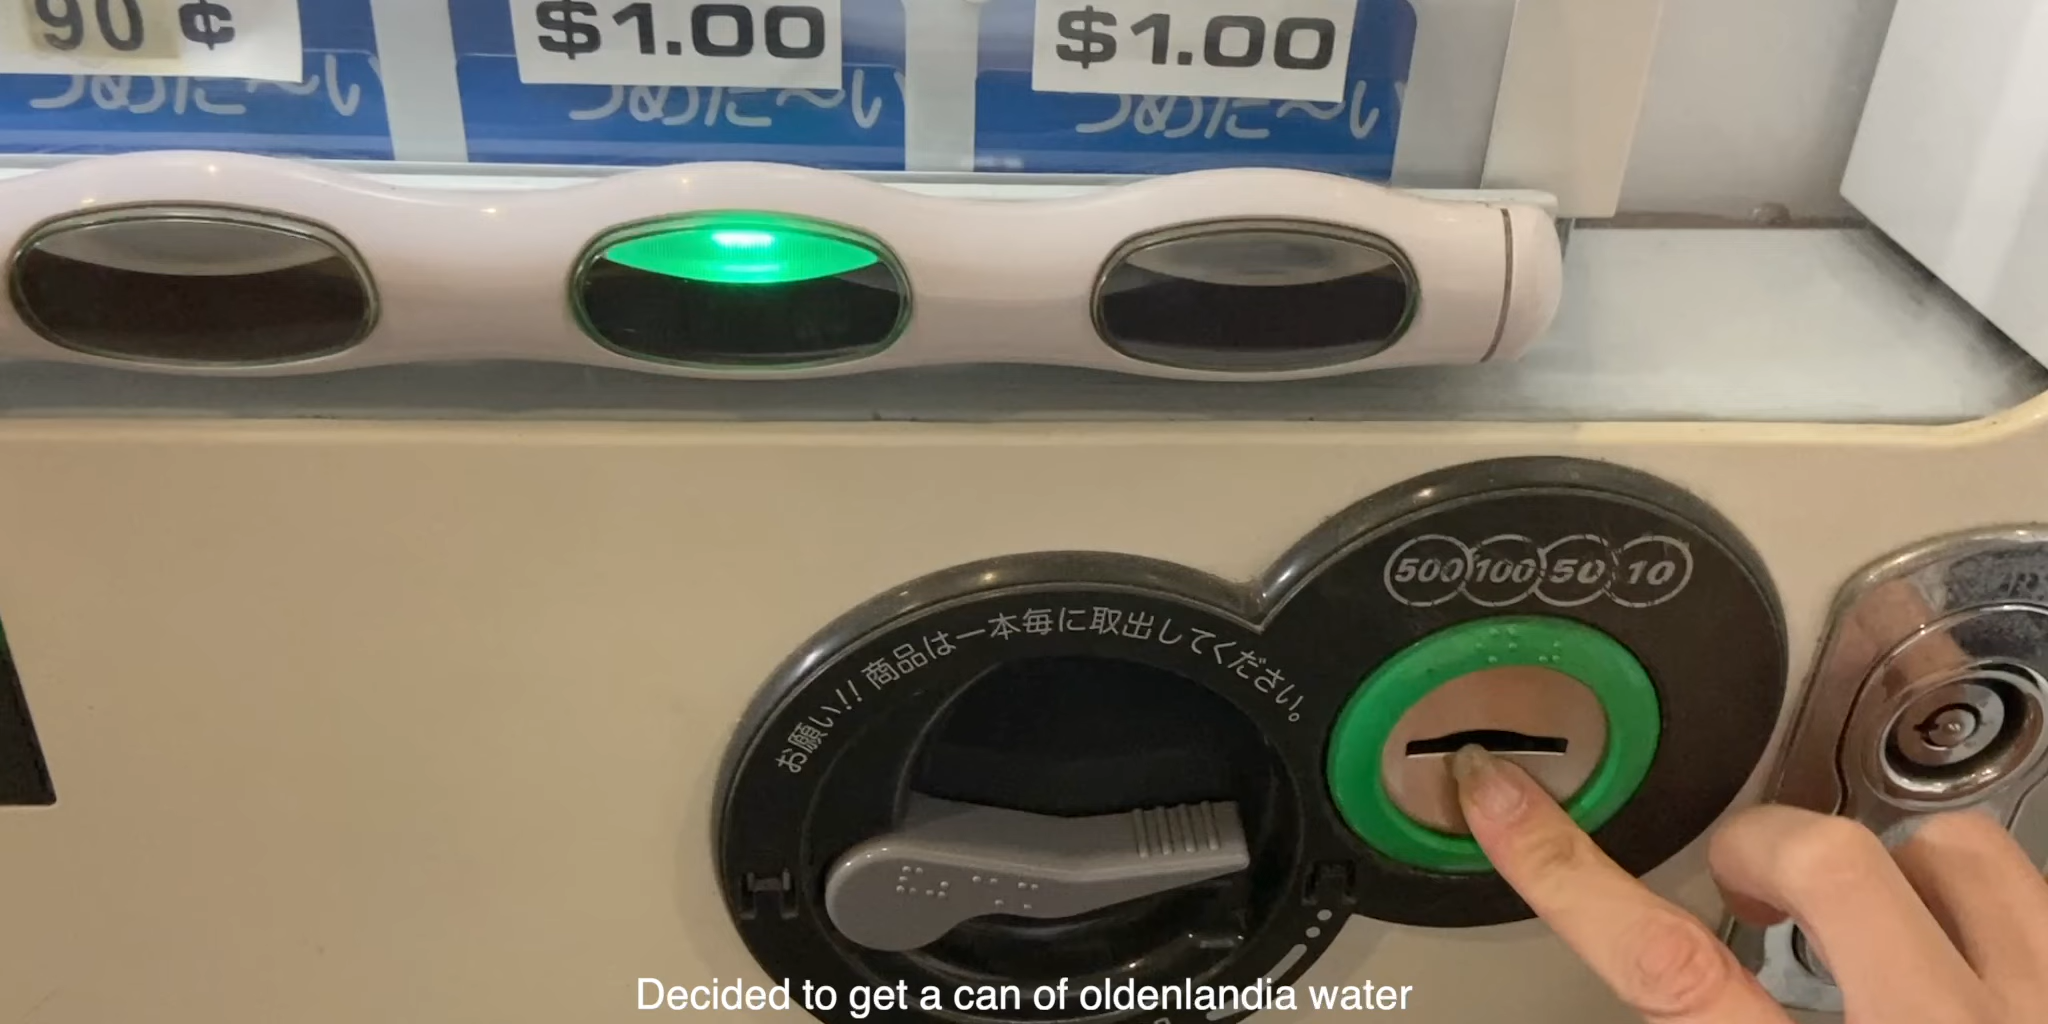 90 ¢
$1.00
$1.00
つめた〜い
つめた〜い
つめた〜い
500 100 50 10
お願い!! 商品は一本毎に取出してください。
Decided to get a can of oldenlandia water